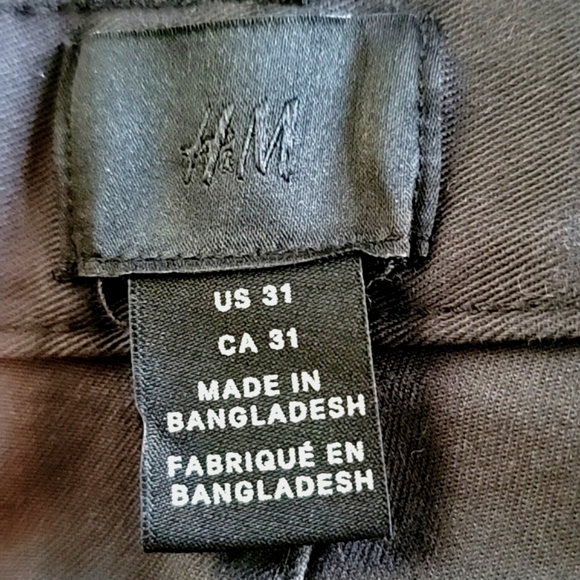 H&M
US 31
CA 31
MADE IN
BANGLADESH
FABRIQUÉ EN
BANGLADESH